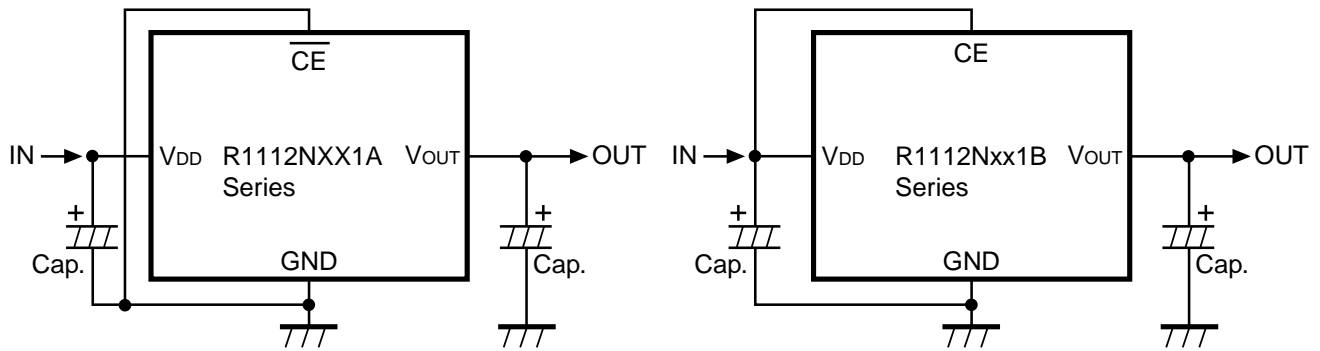 CE
IN
VDD
R1112NXX1A
Series
VOUT
OUT
+
Cap.
+
Cap.
GND
CE
IN
VDD
R1112Nxx1B
Series
VOUT
OUT
+
Cap.
+
Cap.
GND